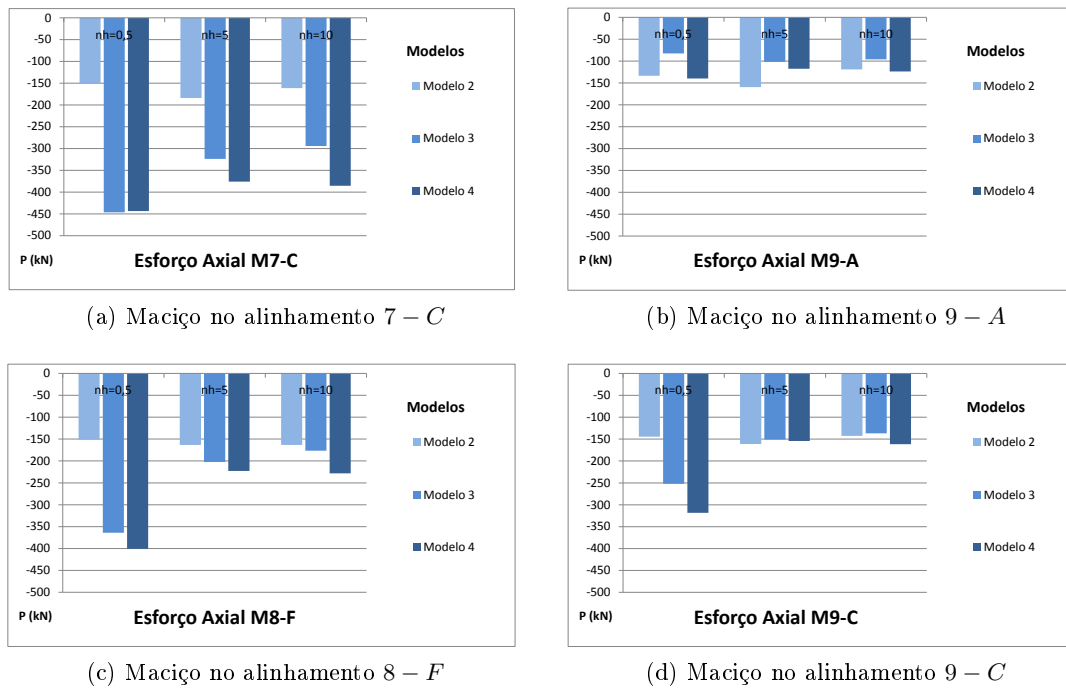 0
-50
-100
-150
-200
-250
-300
-350
-400
-450
-500
nh=0,5
nh=5
nh=10
P (kN)
Esforço Axial M7-C
Modelos
Modelo 2
Modelo 3
Modelo 4
(a) Maciço no alinhamento 7 − C
0
-50
-100
-150
-200
-250
-300
-350
-400
-450
-500
nh=0,5
nh=5
nh=10
P (kN)
Esforço Axial M9-A
Modelos
Modelo 2
Modelo 3
Modelo 4
(b) Maciço no alinhamento 9 − A
0
-50
-100
-150
-200
-250
-300
-350
-400
-450
-500
nh=0,5
nh=5
nh=10
P (kN)
Esforço Axial M8-F
Modelos
Modelo 2
Modelo 3
Modelo 4
(c) Maciço no alinhamento 8 − F
0
-50
-100
-150
-200
-250
-300
-350
-400
-450
-500
nh=0,5
nh=5
nh=10
P (kN)
Esforço Axial M9-C
Modelos
Modelo 2
Modelo 3
Modelo 4
(d) Maciço no alinhamento 9 − C